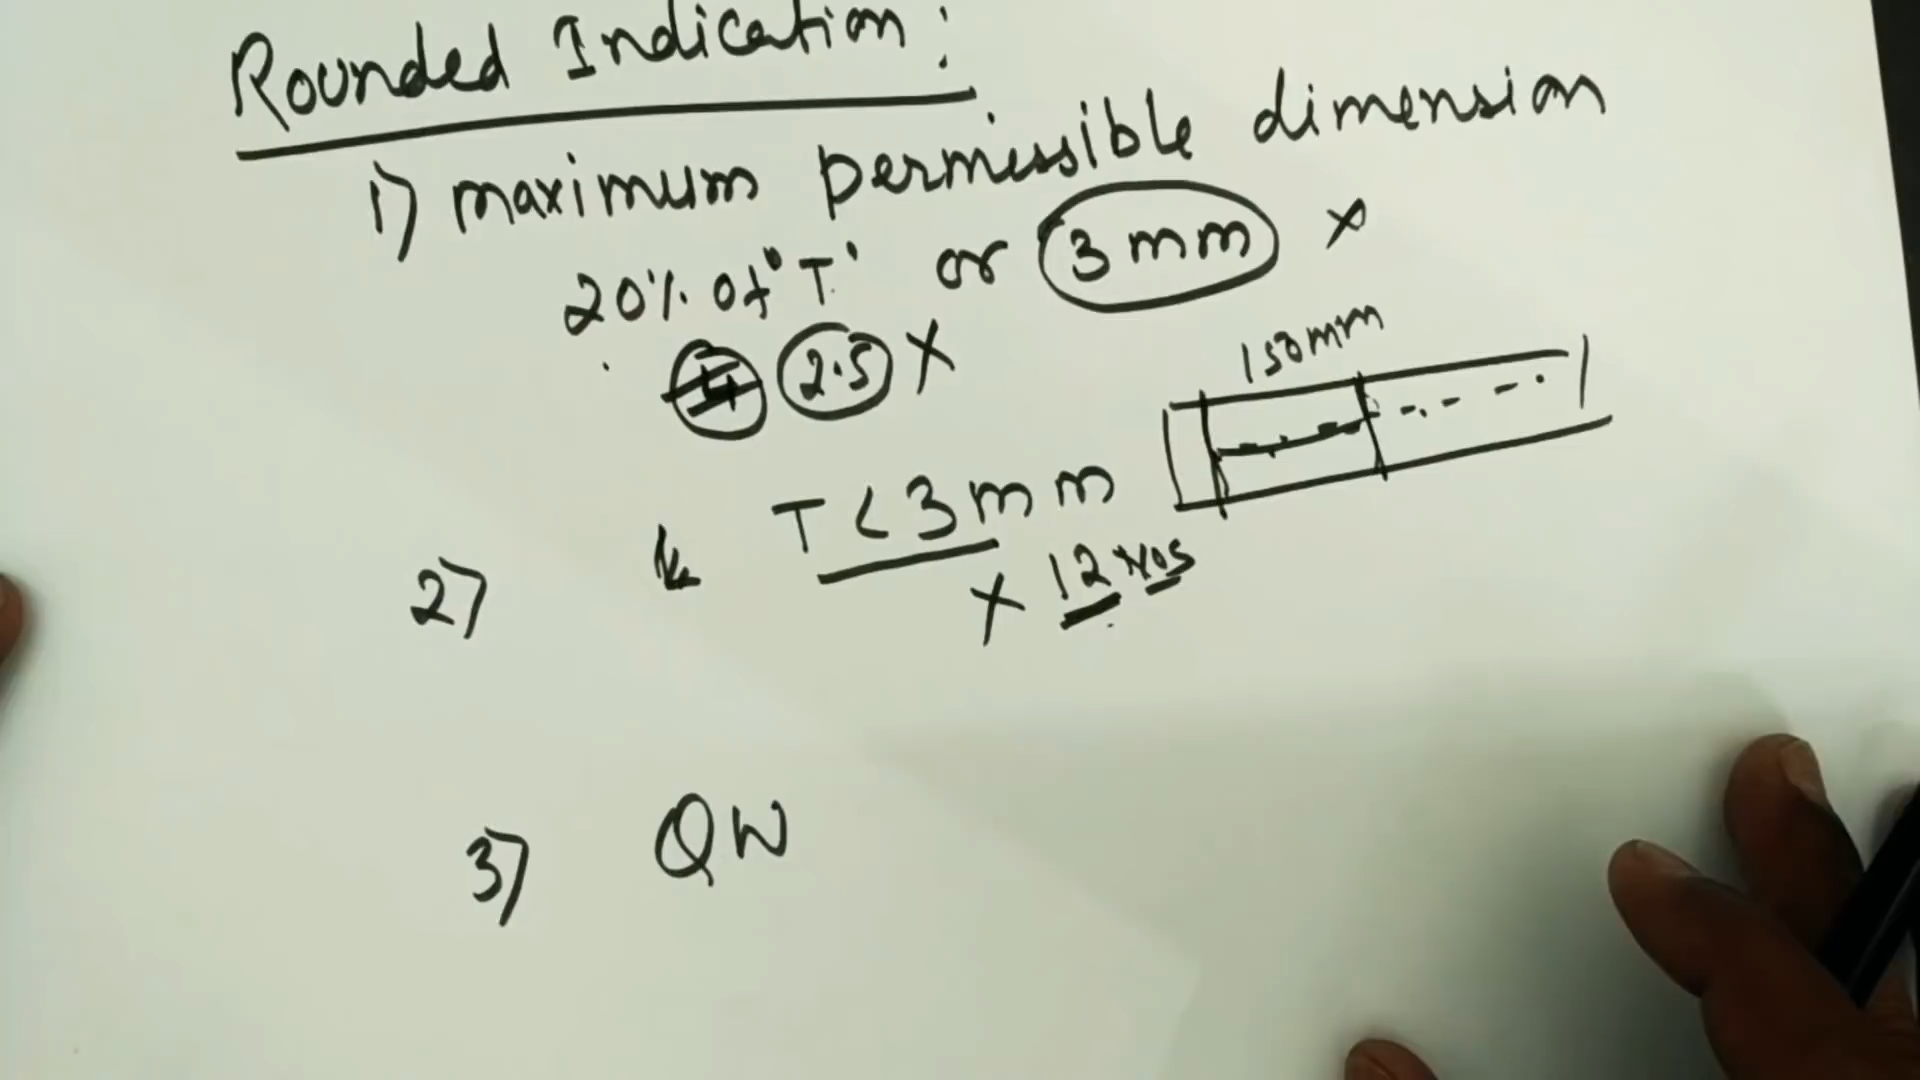 Rounded Indication:
1) maximum permissible dimension
20% of 'T' or 3mm x
4 2.5 X
150mm
2) T < 3mm
X 12 NOS
3) QW